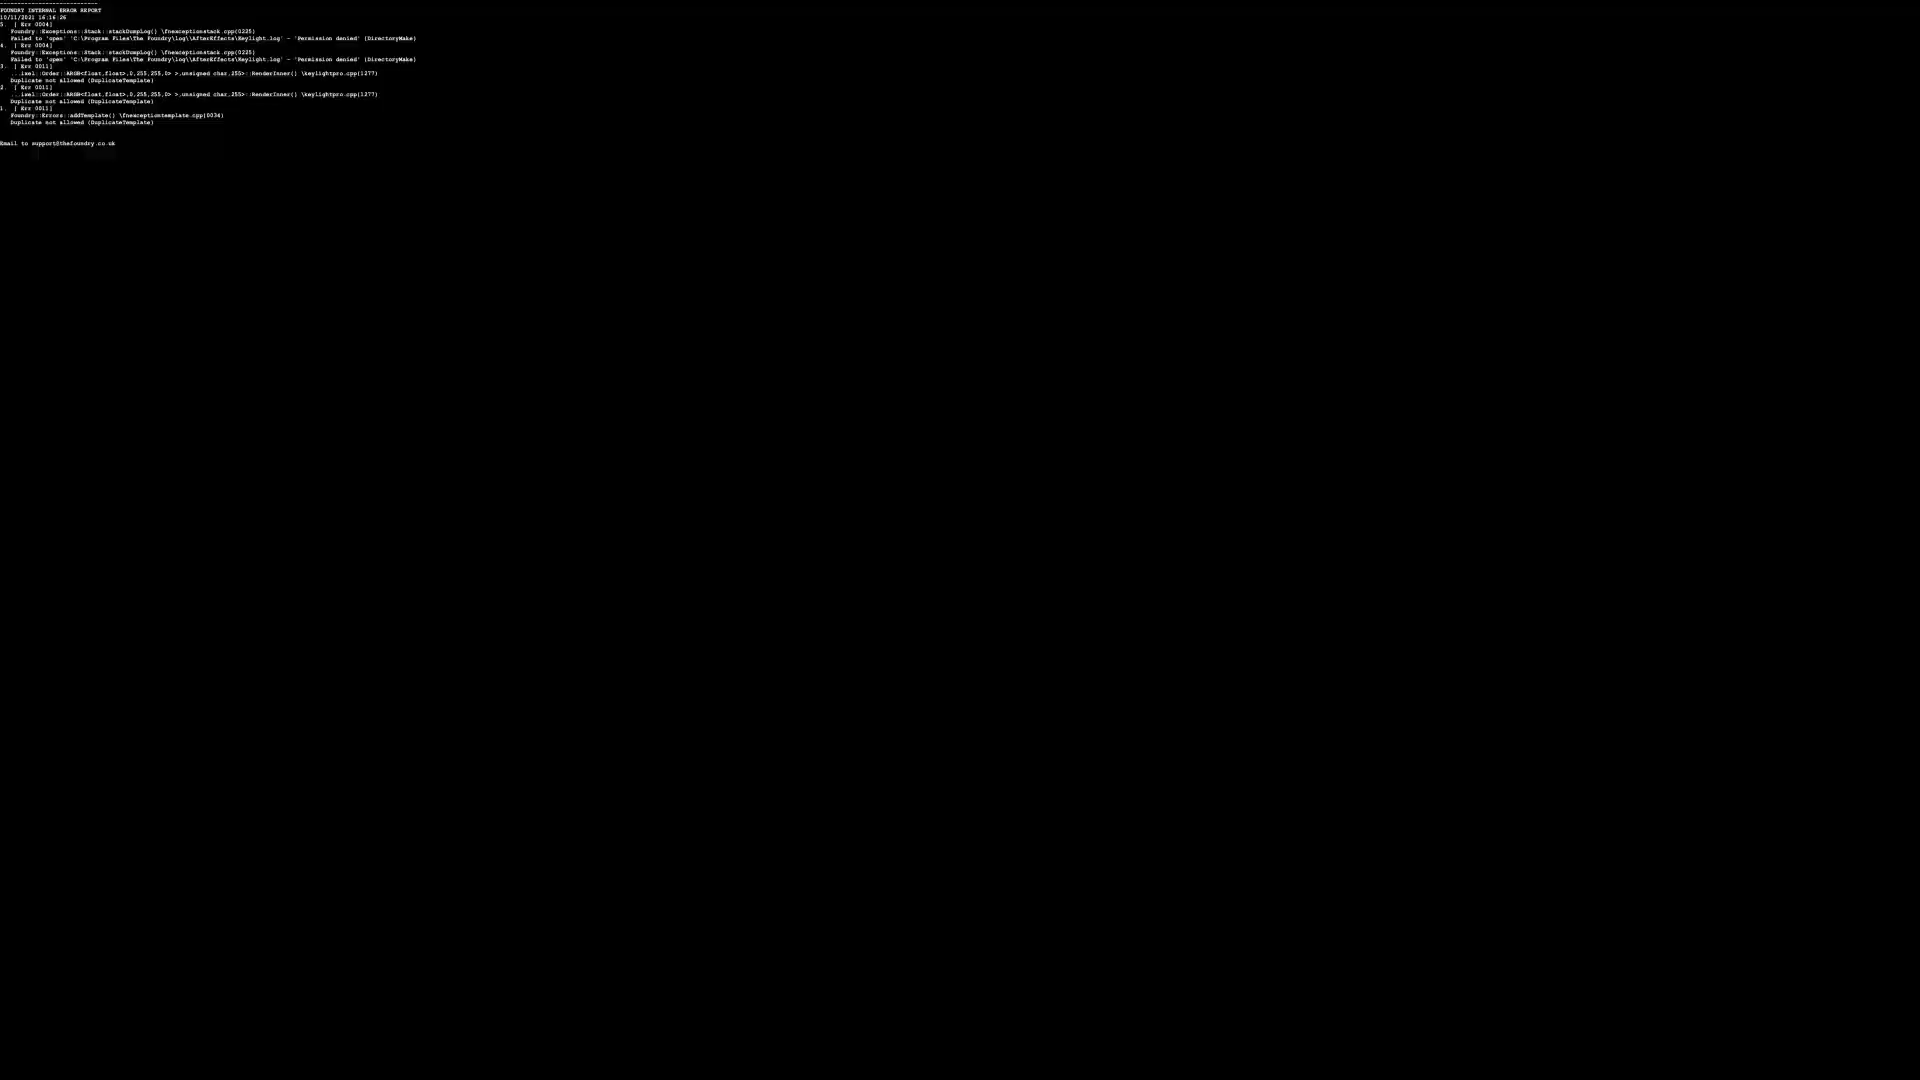 ----------------------------
FOUNDRY INTERNAL ERROR REPORT
10/11/2021 16:16:26
5. [ Err 0004]
Foundry::Exceptions::Stack::stackDumpLog() \fnexceptionstack.cpp(0225)
Failed to 'open' 'C:\Program Files\The Foundry\log\\AfterEffects\Keylight.log' - 'Permission denied' (DirectoryMake)
4. [ Err 0004]
Foundry::Exceptions::Stack::stackDumpLog() \fnexceptionstack.cpp(0225)
Failed to 'open' 'C:\Program Files\The Foundry\log\\AfterEffects\Keylight.log' - 'Permission denied' (DirectoryMake)
3. [ Err 0011]
...ixel::Order::ARGB<float,float>,0,255,255,0> >,unsigned char,255>::RenderInner() \keylightpro.cpp(1277)
Duplicate not allowed (DuplicateTemplate)
2. [ Err 0011]
...ixel::Order::ARGB<float,float>,0,255,255,0> >,unsigned char,255>::RenderInner() \keylightpro.cpp(1277)
Duplicate not allowed (DuplicateTemplate)
1. [ Err 0011]
Foundry::Errors::addTemplate() \fnexceptiontemplate.cpp(0034)
Duplicate not allowed (DuplicateTemplate)
Email to support@thefoundry.co.uk